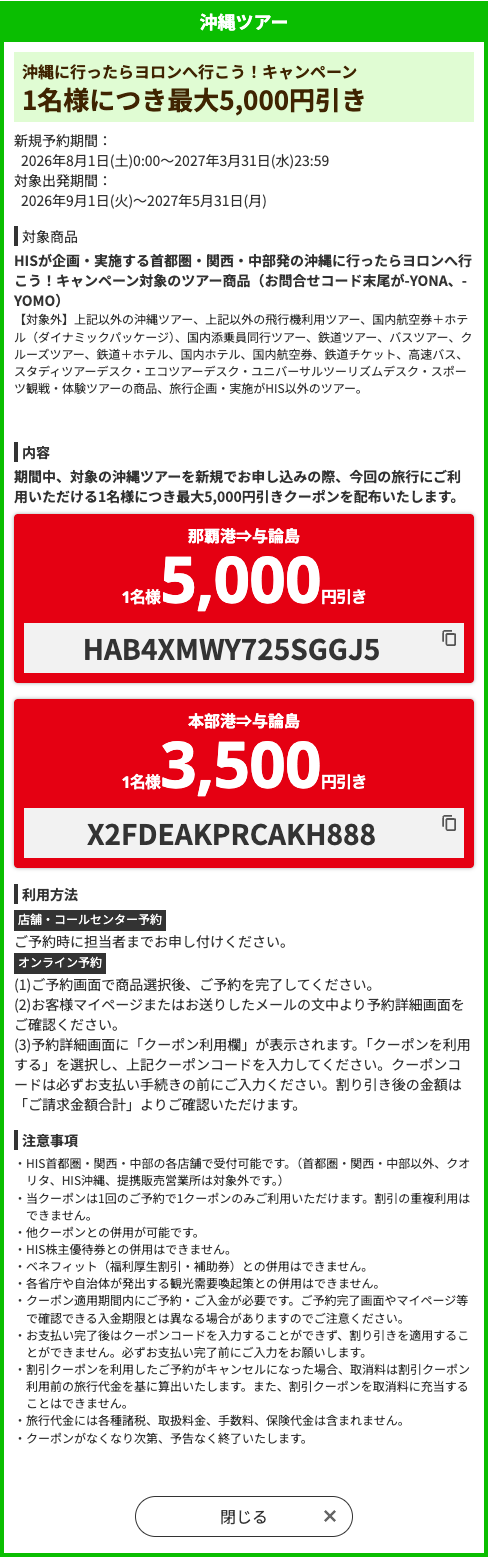 沖縄ツアー
沖縄に行ったらヨロンへ行こう！キャンペーン
1名様につき最大5,000円引き
新規予約期間：
2026年8月1日(土)0:00～2027年3月31日(水)23:59
対象出発期間：
2026年9月1日(火)～2027年5月31日(月)
対象商品
HISが企画・実施する首都圏・関西・中部発の沖縄に行ったらヨロンへ行
こう！キャンペーン対象のツアー商品（お問合せコード末尾が-YONA、-
YOMO）
【対象外】上記以外の沖縄ツアー、上記以外の飛行機利用ツアー、国内航空券＋ホテ
ル（ダイナミックパッケージ）、国内添乗員同行ツアー、鉄道ツアー、バスツアー、ク
ルーズツアー、鉄道＋ホテル、国内ホテル、国内航空券、鉄道チケット、高速バス、
スタディツアーデスク・エコツアーデスク・ユニバーサルツーリズムデスク・スポー
ツ観戦・体験ツアーの商品、旅行企画・実施がHIS以外のツアー。
内容
期間中、対象の沖縄ツアーを新規でお申し込みの際、今回の旅行にご利
用いただける1名様につき最大5,000円引きクーポンを配布いたします。
那覇港⇒与論島
1名様5,000円引き
HAB4XMWY725SGGJ5
本部港⇒与論島
1名様3,500円引き
X2FDEAKPRCAKH888
利用方法
店舗・コールセンター予約
ご予約時に担当者までお申し付けください。
オンライン予約
(1)ご予約画面で商品選択後、ご予約を完了してください。
(2)お客様マイページまたはお送りしたメールの文中より予約詳細画面を
ご確認ください。
(3)予約詳細画面に「クーポン利用欄」が表示されます。「クーポンを利用
する」を選択し、上記クーポンコードを入力してください。クーポンコ
ードは必ずお支払い手続きの前にご入力ください。割り引き後の金額は
「ご請求金額合計」よりご確認いただけます。
注意事項
・HIS首都圏・関西・中部の各店舗で受付可能です。（首都圏・関西・中部以外、クオ
リタ、HIS沖縄、提携販売営業所は対象外です。）
・当クーポンは1回のご予約で1クーポンのみご利用いただけます。割引の重複利用は
できません。
・他クーポンとの併用が可能です。
・HIS株主優待券との併用はできません。
・ベネフィット（福利厚生割引・補助券）との併用はできません。
・各省庁や自治体が発出する観光需要喚起策との併用はできません。
・クーポン適用期間内にご予約・ご入金が必要です。ご予約完了画面やマイページ等
で確認できる入金期限とは異なる場合がありますのでご注意ください。
・お支払い完了後はクーポンコードを入力することができず、割り引きを適用するこ
とができません。必ずお支払い完了前にご入力をお願いします。
・割引クーポンを利用したご予約がキャンセルになった場合、取消料は割引クーポン
利用前の旅行代金を基に算出いたします。また、割引クーポンを取消料に充当する
ことはできません。
・旅行代金には各種諸税、取扱料金、手数料、保険代金は含まれません。
・クーポンがなくなり次第、予告なく終了いたします。
閉じる ×